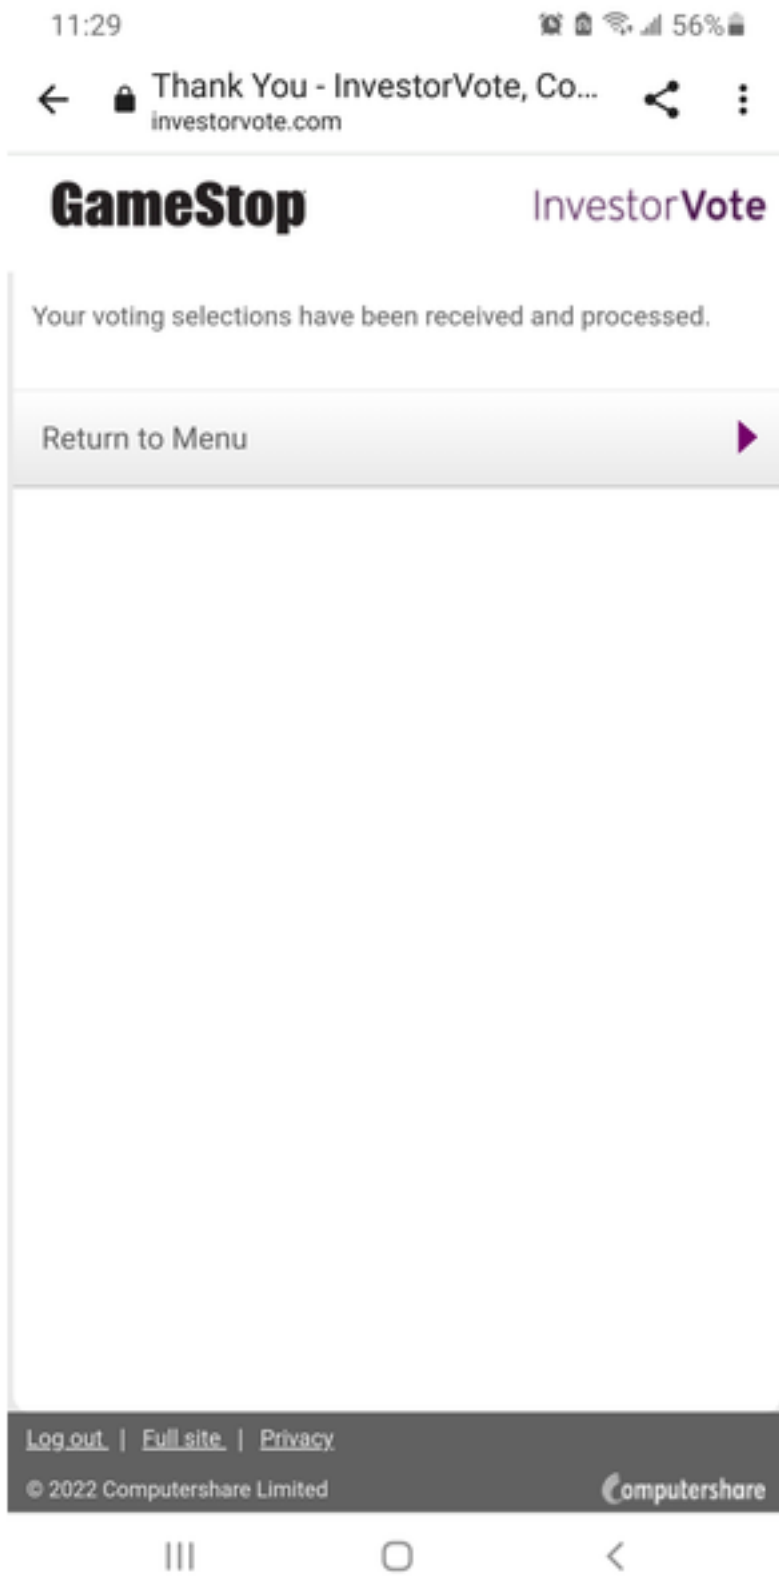 11:29 56%
Thank You - InvestorVote, Co...
investorvote.com
GameStop InvestorVote
Your voting selections have been received and processed.
Return to Menu
Log out | Full site | Privacy
© 2022 Computershare Limited Computershare